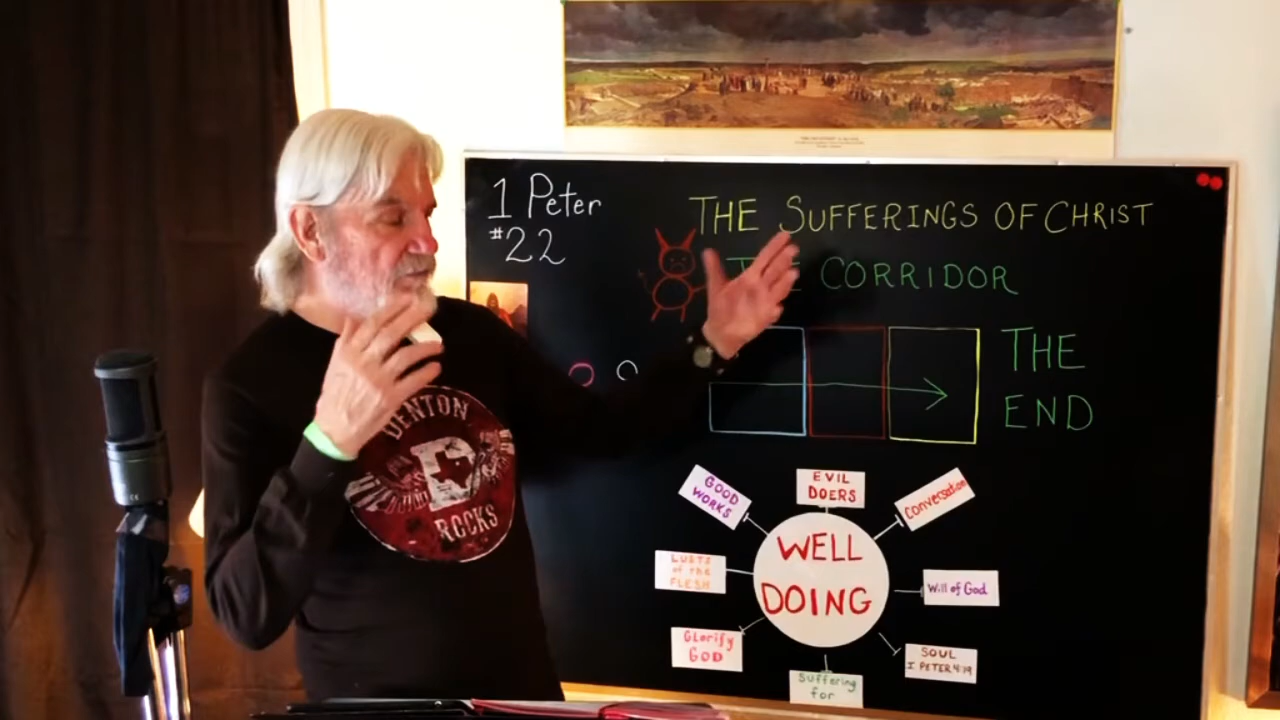 1 Peter
#22
THE SUFFERINGS OF CHRIST
CORRIDOR
THE
END
GOOD
WORKS
EVIL
DOERS
Conversation
LUSTS
of the
FLESH
WELL
DOING
Will of God
Glorify
GOD
SOUL
I PETER 4:19
Suffering
for
DENTON
D
ROCKS